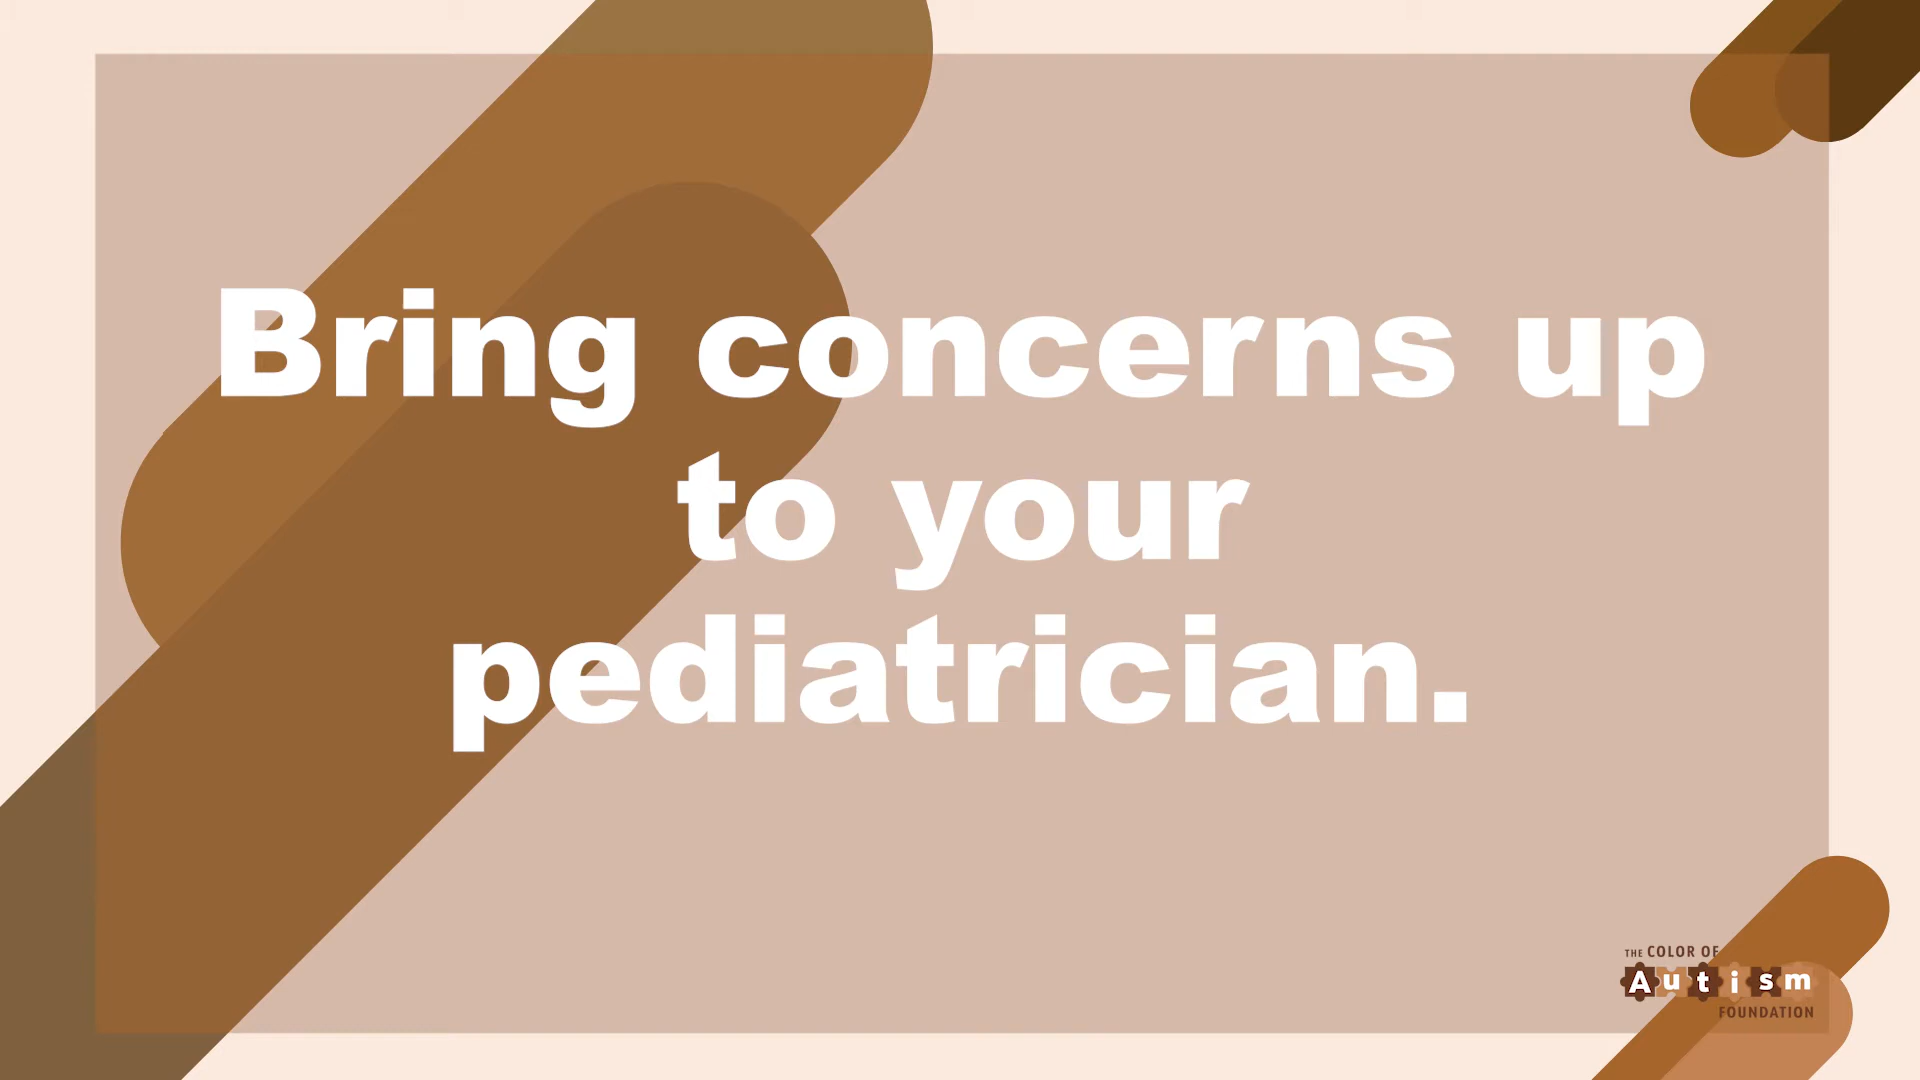 Bring concerns up
to your
pediatrician.
THE COLOR OF
Autism
FOUNDATION